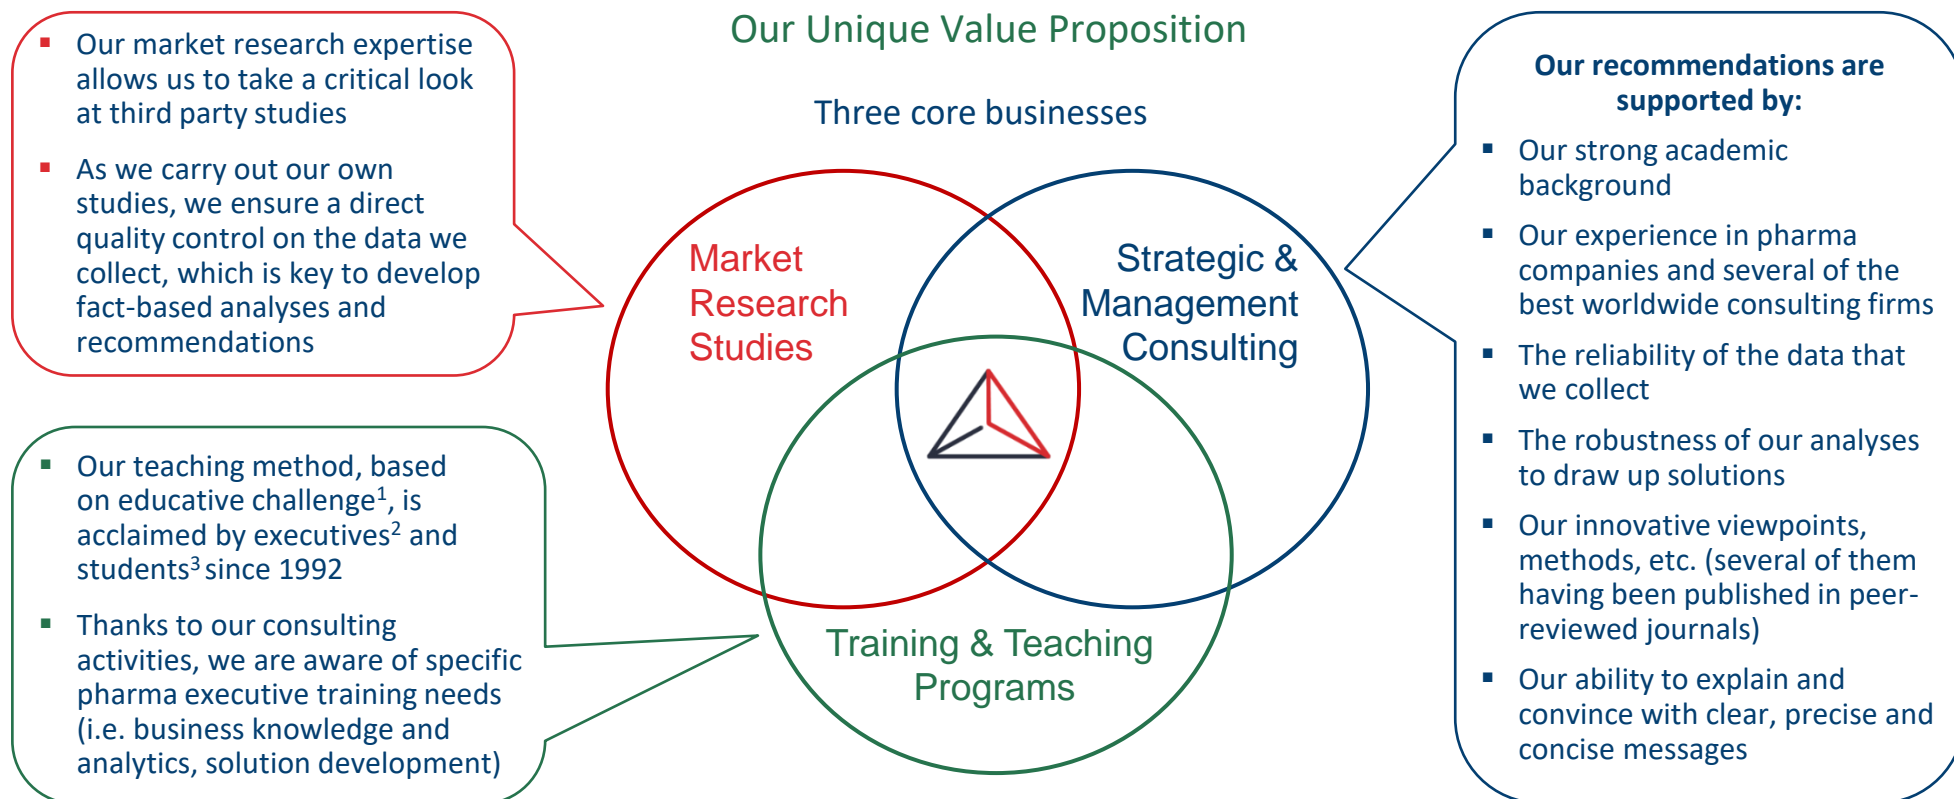 Our Unique Value Proposition
Three core businesses
▪ Our market research expertise
allows us to take a critical look
at third party studies
▪ As we carry out our own
studies, we ensure a direct
quality control on the data we
collect, which is key to develop
fact-based analyses and
recommendations
Market
Research
Studies
Strategic &
Management
Consulting
Training & Teaching
Programs
▪ Our teaching method, based
on educative challenge¹, is
acclaimed by executives² and
students³ since 1992
▪ Thanks to our consulting
activities, we are aware of specific
pharma executive training needs
(i.e. business knowledge and
analytics, solution development)
Our recommendations are
supported by:
▪ Our strong academic
background
▪ Our experience in pharma
companies and several of the
best worldwide consulting firms
▪ The reliability of the data that
we collect
▪ The robustness of our analyses
to draw up solutions
▪ Our innovative viewpoints,
methods, etc. (several of them
having been published in peer-
reviewed journals)
▪ Our ability to explain and
convince with clear, precise and
concise messages